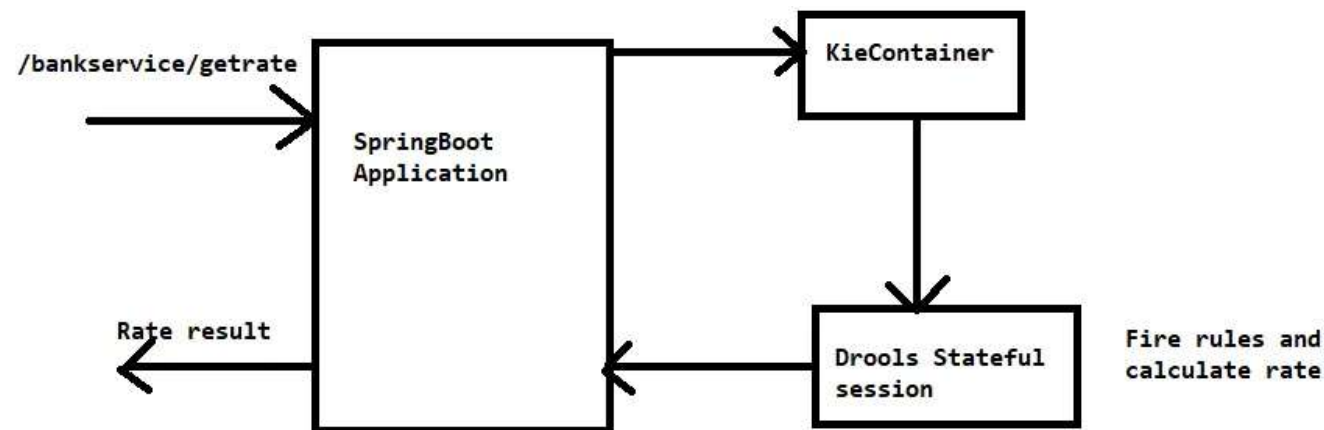 /bankservice/getrate
SpringBoot
Application
KieContainer
Rate result
Drools Stateful
session
Fire rules and
calculate rate